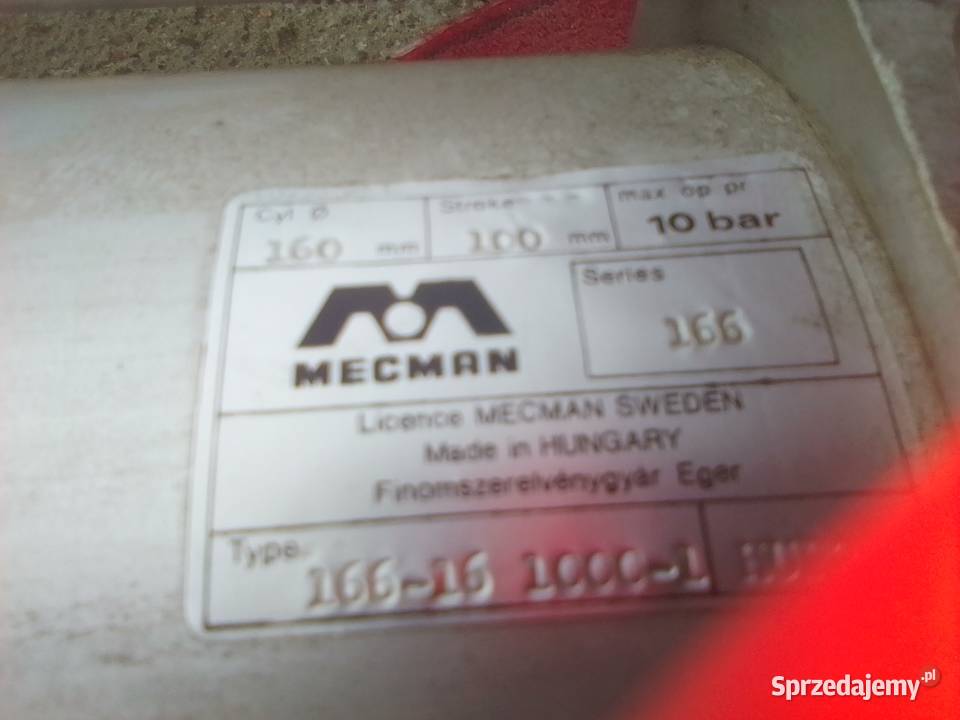 Cyl Ø
160 mm
Stroke
100 mm
max op pr
10 bar
MECMAN
Series
166
Licence MECMAN SWEDEN
Made in HUNGARY
Finomszerelvénygyár Eger
Type
166-16 1000-1
Sprzedajemy.pl